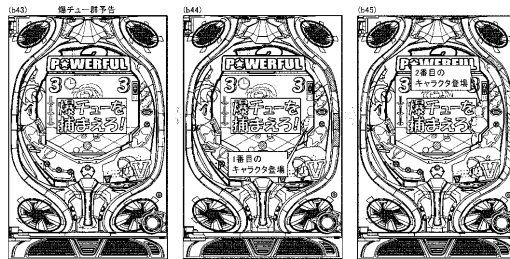 (b43) 爆チュー群予告
POWERFUL
3 3
爆チューを
捕まえろ!
V
(b44)
POWERFUL
3 3
爆チューを
捕まえろ!
1番目の
キャラクタ登場
V
(b45)
2番目の
キャラクタ登場
POWERFUL
3 3
爆チューを
捕まえろ!
V